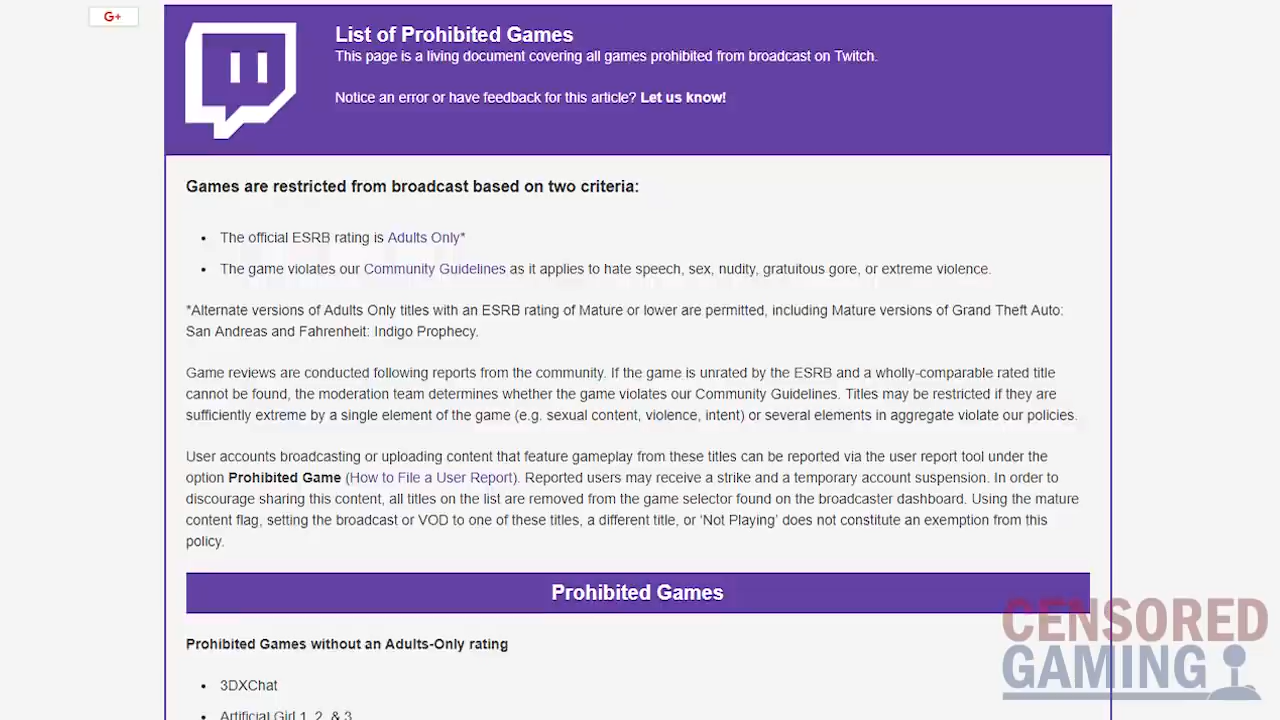 G+
List of Prohibited Games
This page is a living document covering all games prohibited from broadcast on Twitch.
Notice an error or have feedback for this article? Let us know!
Games are restricted from broadcast based on two criteria:
• The official ESRB rating is Adults Only*
• The game violates our Community Guidelines as it applies to hate speech, sex, nudity, gratuitous gore, or extreme violence.
*Alternate versions of Adults Only titles with an ESRB rating of Mature or lower are permitted, including Mature versions of Grand Theft Auto:
San Andreas and Fahrenheit: Indigo Prophecy.
Game reviews are conducted following reports from the community. If the game is unrated by the ESRB and a wholly-comparable rated title
cannot be found, the moderation team determines whether the game violates our Community Guidelines. Titles may be restricted if they are
sufficiently extreme by a single element of the game (e.g. sexual content, violence, intent) or several elements in aggregate violate our policies.
User accounts broadcasting or uploading content that feature gameplay from these titles can be reported via the user report tool under the
option Prohibited Game (How to File a User Report). Reported users may receive a strike and a temporary account suspension. In order to
discourage sharing this content, all titles on the list are removed from the game selector found on the broadcaster dashboard. Using the mature
content flag, setting the broadcast or VOD to one of these titles, a different title, or 'Not Playing' does not constitute an exemption from this
policy.
Prohibited Games
Prohibited Games without an Adults-Only rating
• 3DXChat
• Artificial Girl 1, 2, & 3
CENSORED
GAMING